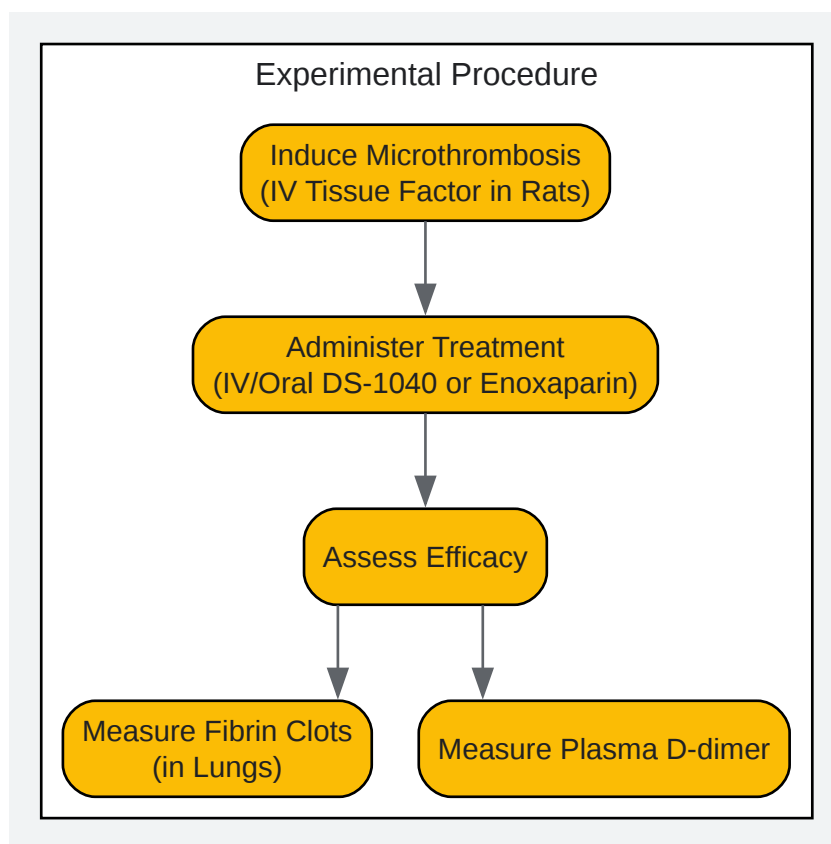 Experimental Procedure
Induce Microthrombosis
(IV Tissue Factor in Rats)
Administer Treatment
(IV/Oral DS-1040 or Enoxaparin)
Assess Efficacy
Measure Fibrin Clots
(in Lungs)
Measure Plasma D-dimer